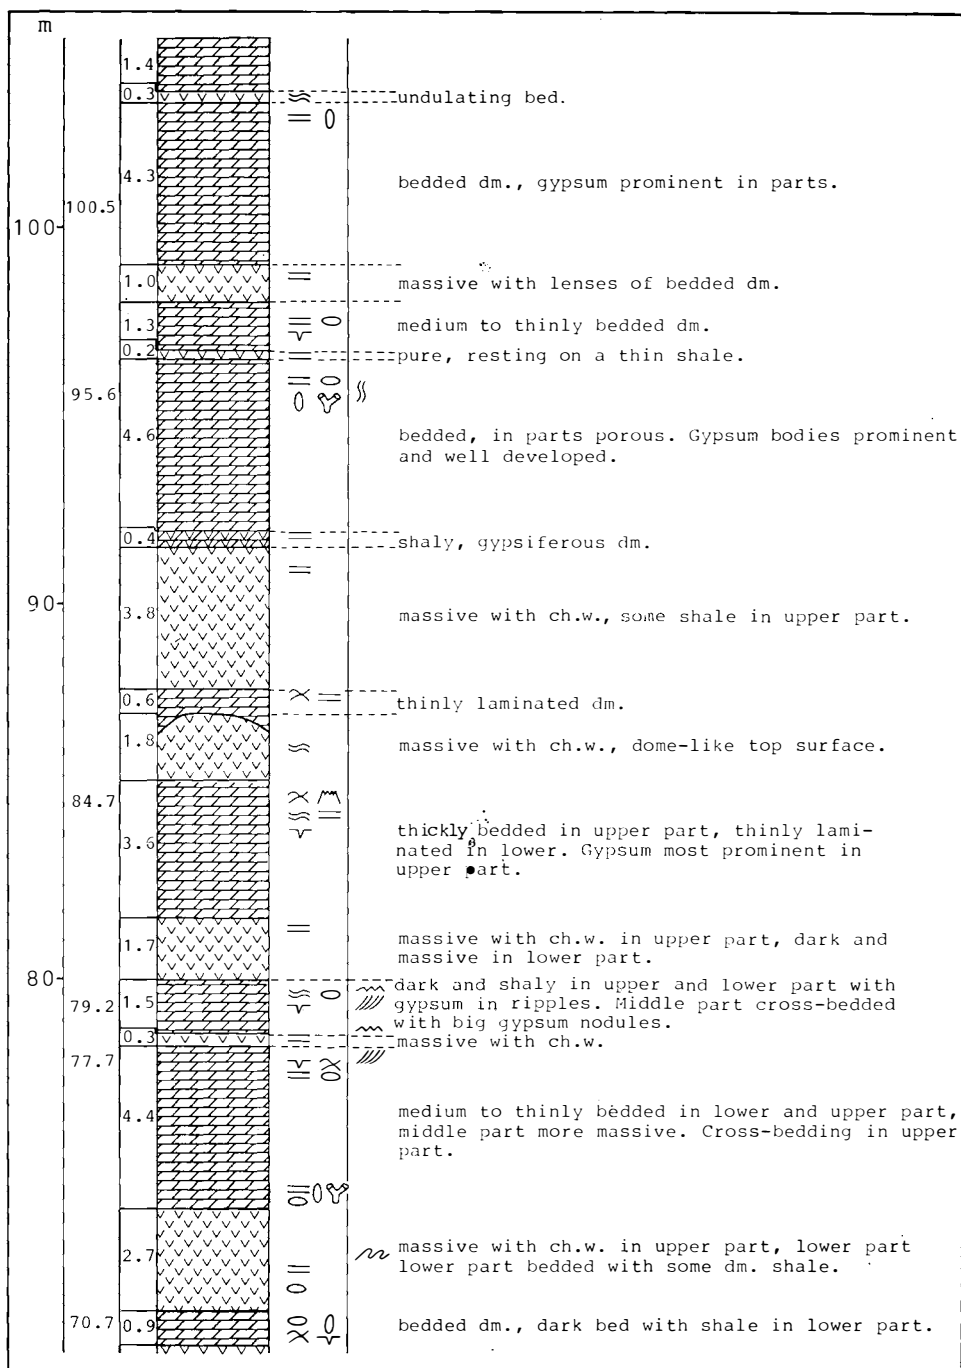 m
1.4
0.3 undulating bed.
4.3 bedded dm., gypsum prominent in parts.
100.5
100
1.0 massive with lenses of bedded dm.
1.3 medium to thinly bedded dm.
0.2 pure, resting on a thin shale.
95.6
4.6 bedded, in parts porous. Gypsum bodies prominent
and well developed.
0.4 shaly, gypsiferous dm.
90
3.8 massive with ch.w., some shale in upper part.
0.6 thinly laminated dm.
1.8 massive with ch.w., dome-like top surface.
84.7
3.6 thickly bedded in upper part, thinly lami-
nated in lower. Gypsum most prominent in
upper part.
1.7 massive with ch.w. in upper part, dark and
massive in lower part.
80
79.2 1.5 dark and shaly in upper and lower part with
gypsum in ripples. Middle part cross-bedded
with big gypsum nodules.
0.3 massive with ch.w.
77.7
4.4 medium to thinly bedded in lower and upper part,
middle part more massive. Cross-bedding in upper
part.
2.7 massive with ch.w. in upper part, lower part
lower part bedded with some dm. shale.
70.7 0.9 bedded dm., dark bed with shale in lower part.